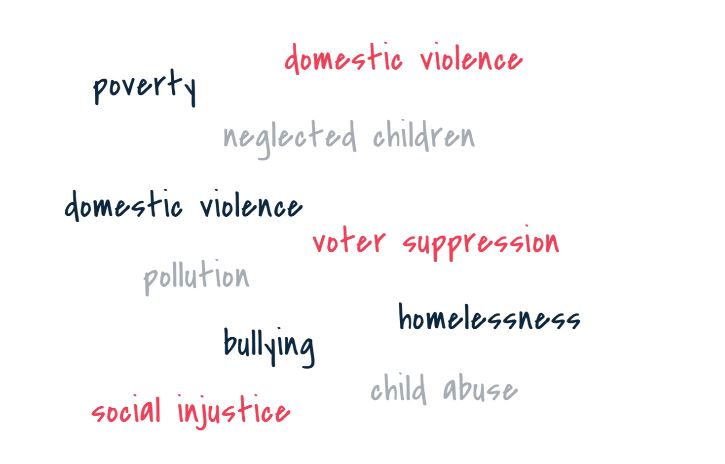 domestic violence
poverty
neglected children
domestic violence
voter suppression
pollution
homelessness
bullying
child abuse
social injustice